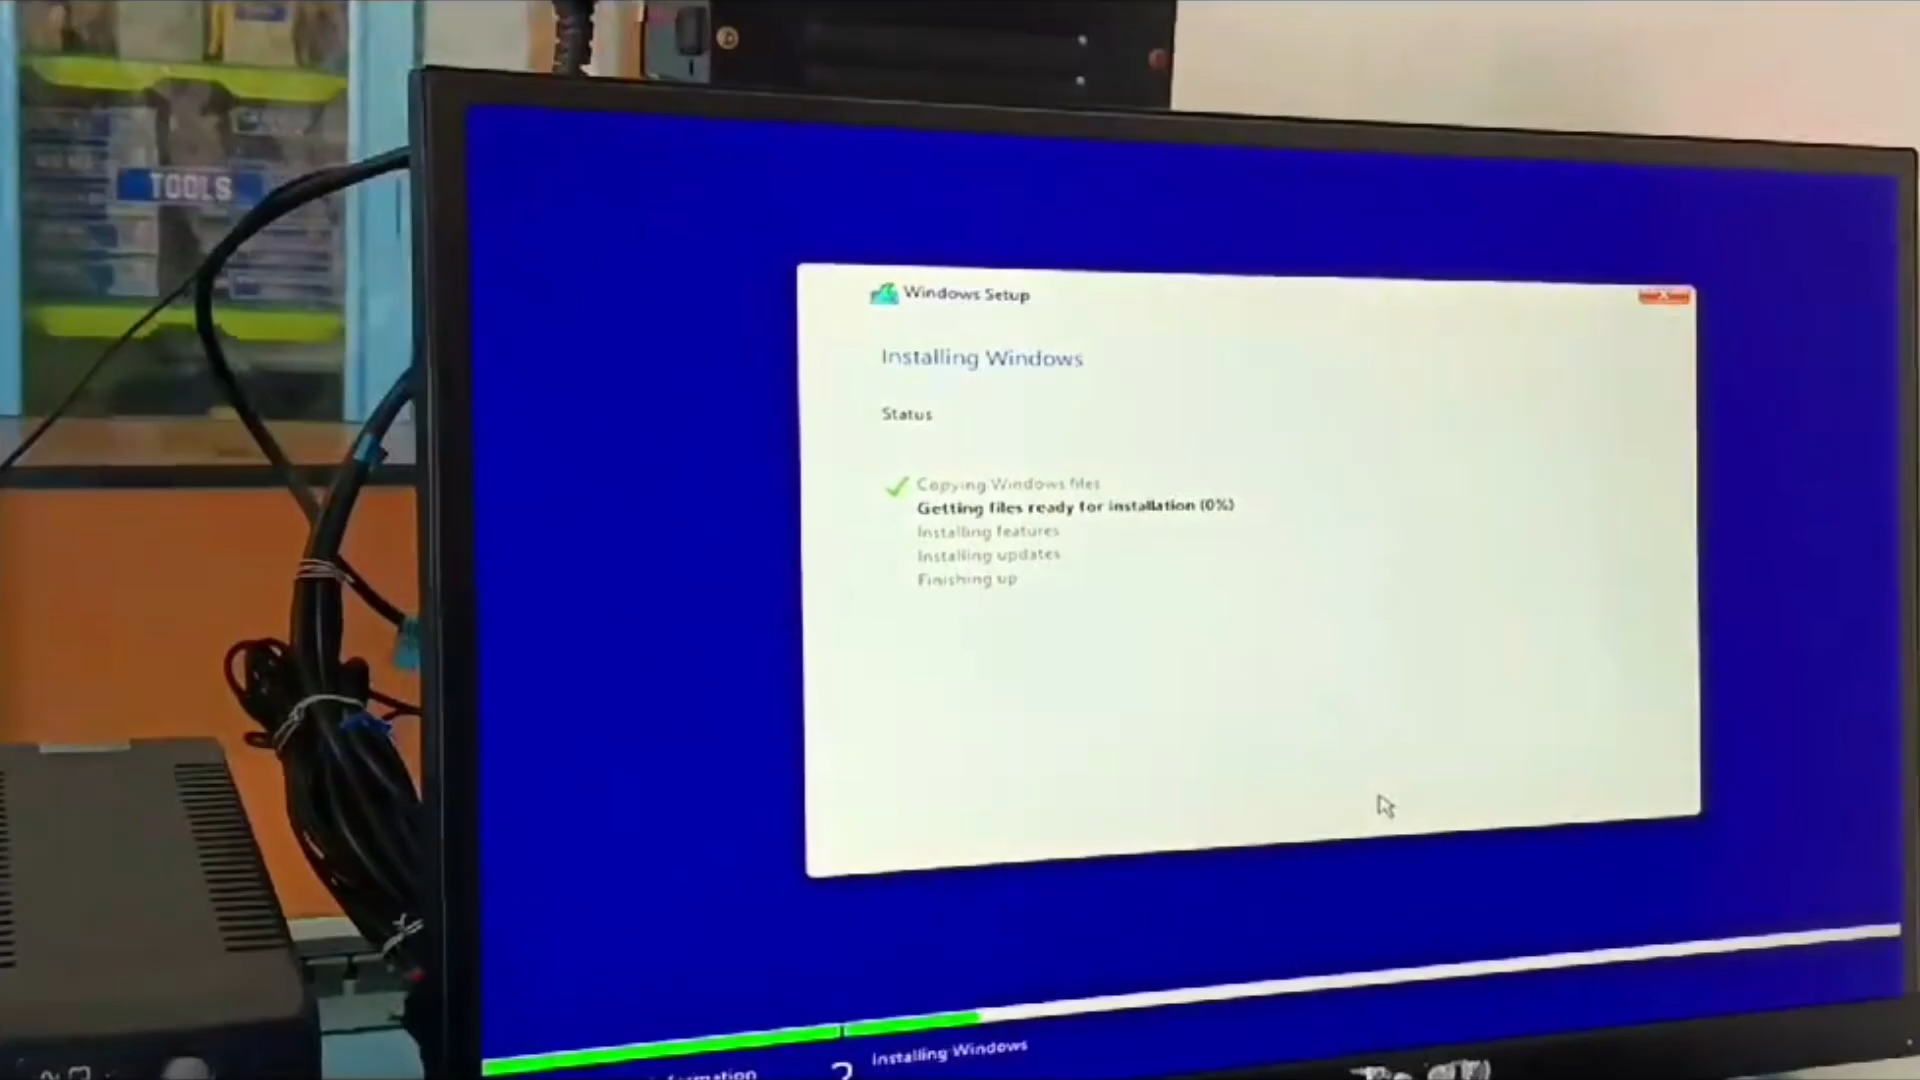 TOOLS
Windows Setup
Installing Windows
Status
Copying Windows files
Getting files ready for installation (0%)
Installing features
Installing updates
Finishing up
2 Installing Windows